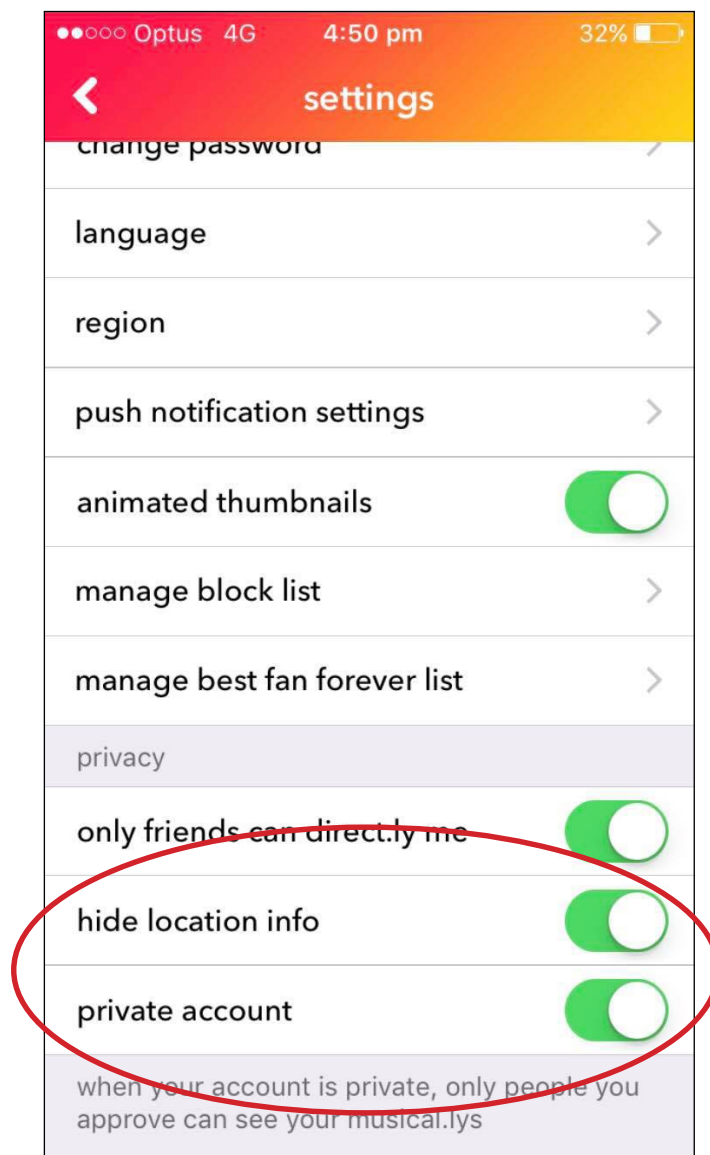 Optus 4G 4:50 pm 32%
settings
change password
language
region
push notification settings
animated thumbnails
manage block list
manage best fan forever list
privacy
only friends can direct.ly me
hide location info
private account
when your account is private, only people you
approve can see your musical.lys